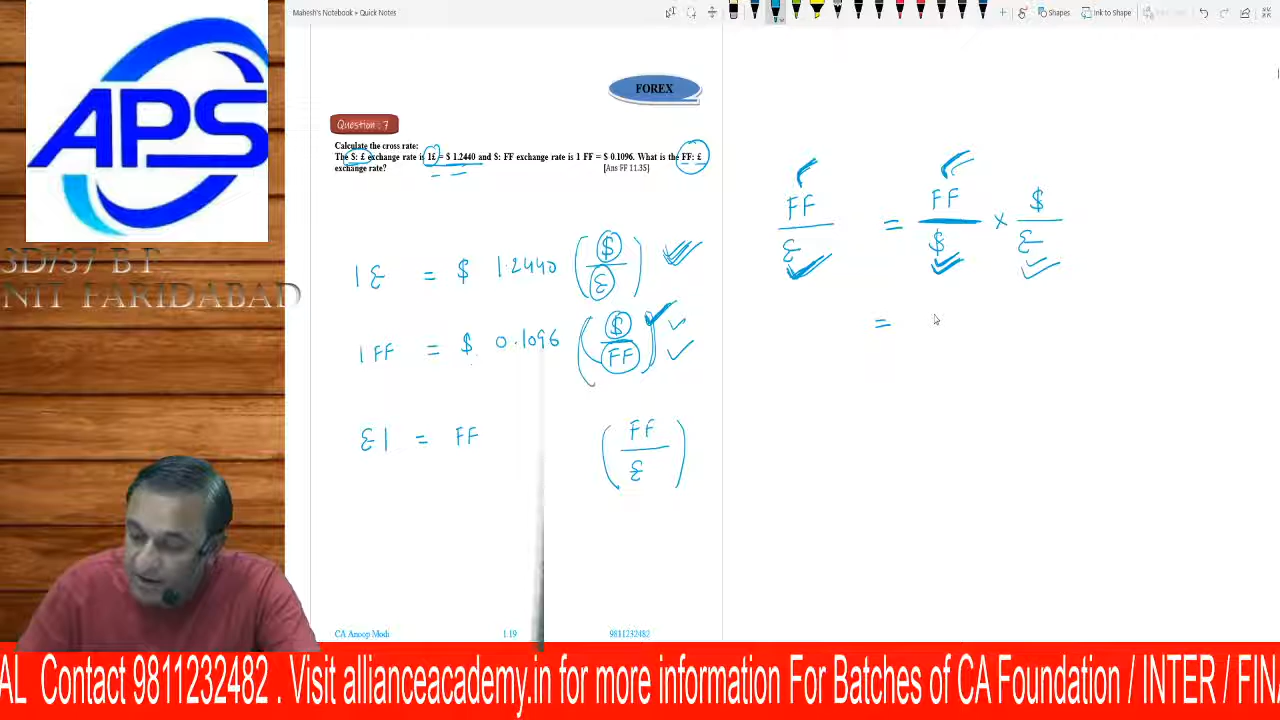 Mahesh's Notebook » Quick Notes
Shapes
Ink to Shape
APS
3D/37 B.P.
NIT FARIDABAD
FOREX
Question : 7
Calculate the cross rate:
The $: £ exchange rate is 1£ = $ 1.2440 and $: FF exchange rate is 1 FF = $ 0.1096. What is the FF: £
exchange rate? [Ans FF 11.35]
1 £ = $ 1.2440 ($/£)
1 FF = $ 0.1096 ($/FF)
£1 = FF (FF/£)
FF/£ = FF/$ × $/£
=
CA Anoop Modi 1.19 9811232482
AL Contact 9811232482 . Visit allianceacademy.in for more information For Batches of CA Foundation / INTER / FINA